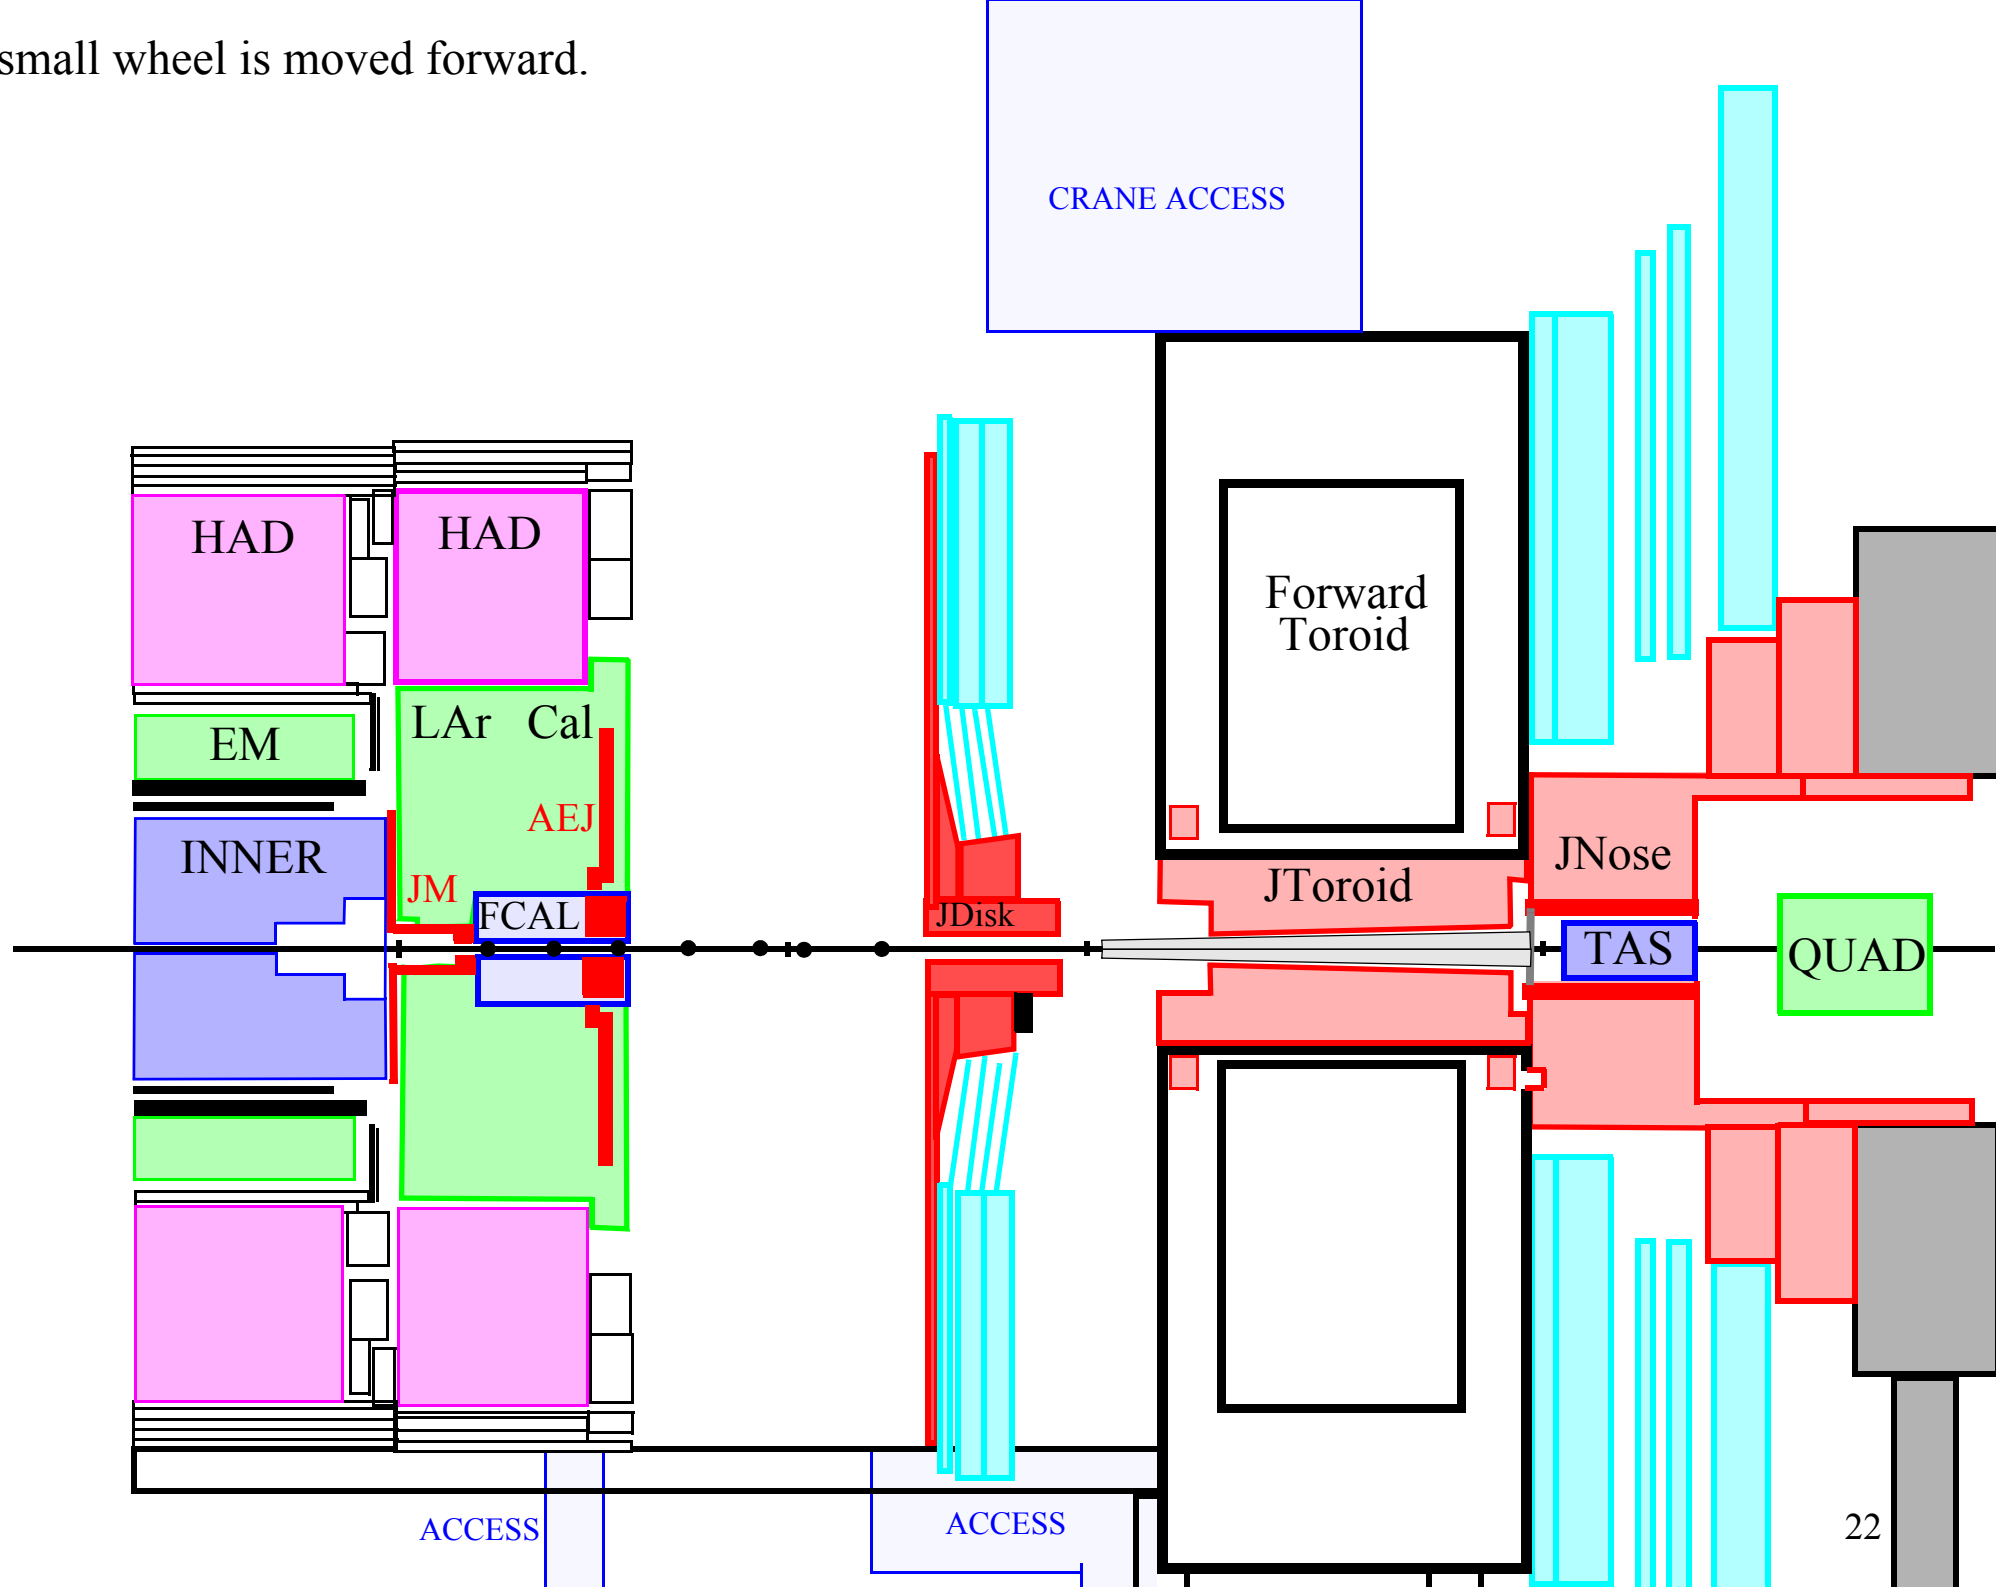 small wheel is moved forward.
CRANE ACCESS
HAD
HAD
Forward
Toroid
LAr Cal
EM
AEJ
INNER
JM
FCAL
JDisk
JToroid
JNose
TAS
QUAD
ACCESS
ACCESS
22